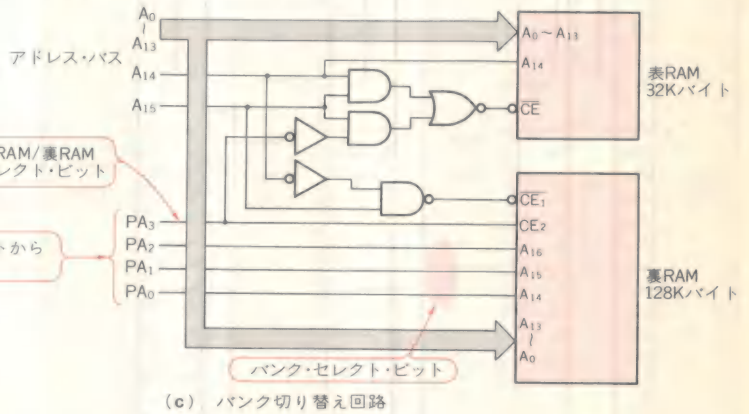 A0
~
A13
アドレス・バス
A14
A15
A0~A13
A14
CE
表RAM
32Kバイト
RAM/裏RAM
レクト・ビット
PA3
PA2
PA1
PA0
トから
CE1
CE2
A16
A15
A14
A13
~
A0
裏RAM
128Kバイト
バンク・セレクト・ビット
(c) バンク切り替え回路